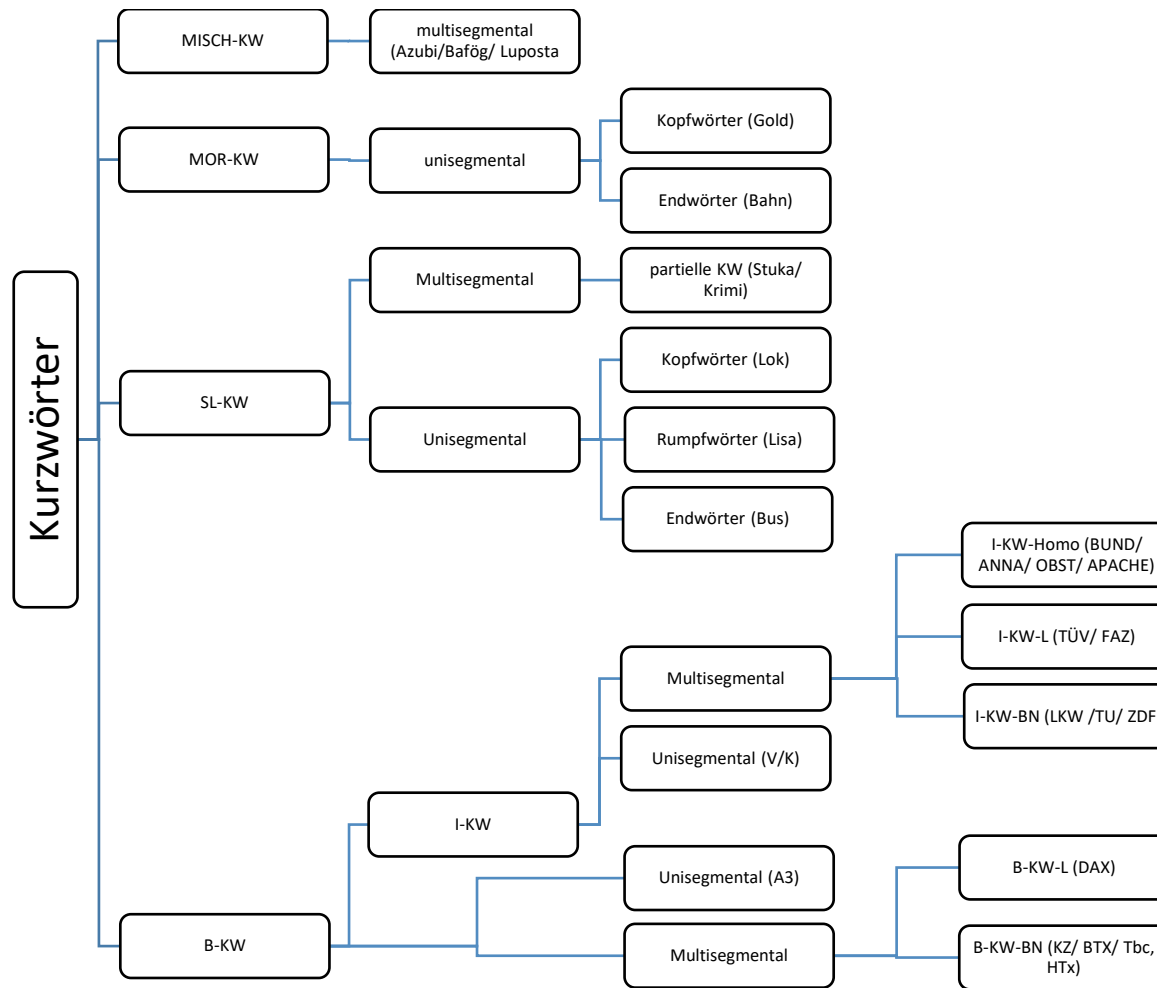 Kurzwörter
MISCH-KW
multisegmental
(Azubi/Bafög/ Luposta
MOR-KW
unisegmental
Kopfwörter (Gold)
Endwörter (Bahn)
SL-KW
Multisegmental
partielle KW (Stuka/
Krimi)
Unisegmental
Kopfwörter (Lok)
Rumpfwörter (Lisa)
Endwörter (Bus)
B-KW
I-KW
Multisegmental
I-KW-Homo (BUND/
ANNA/ OBST/ APACHE)
I-KW-L (TÜV/ FAZ)
I-KW-BN (LKW /TU/ ZDF
Unisegmental (V/K)
Unisegmental (A3)
Multisegmental
B-KW-L (DAX)
B-KW-BN (KZ/ BTX/ Tbc,
HTx)